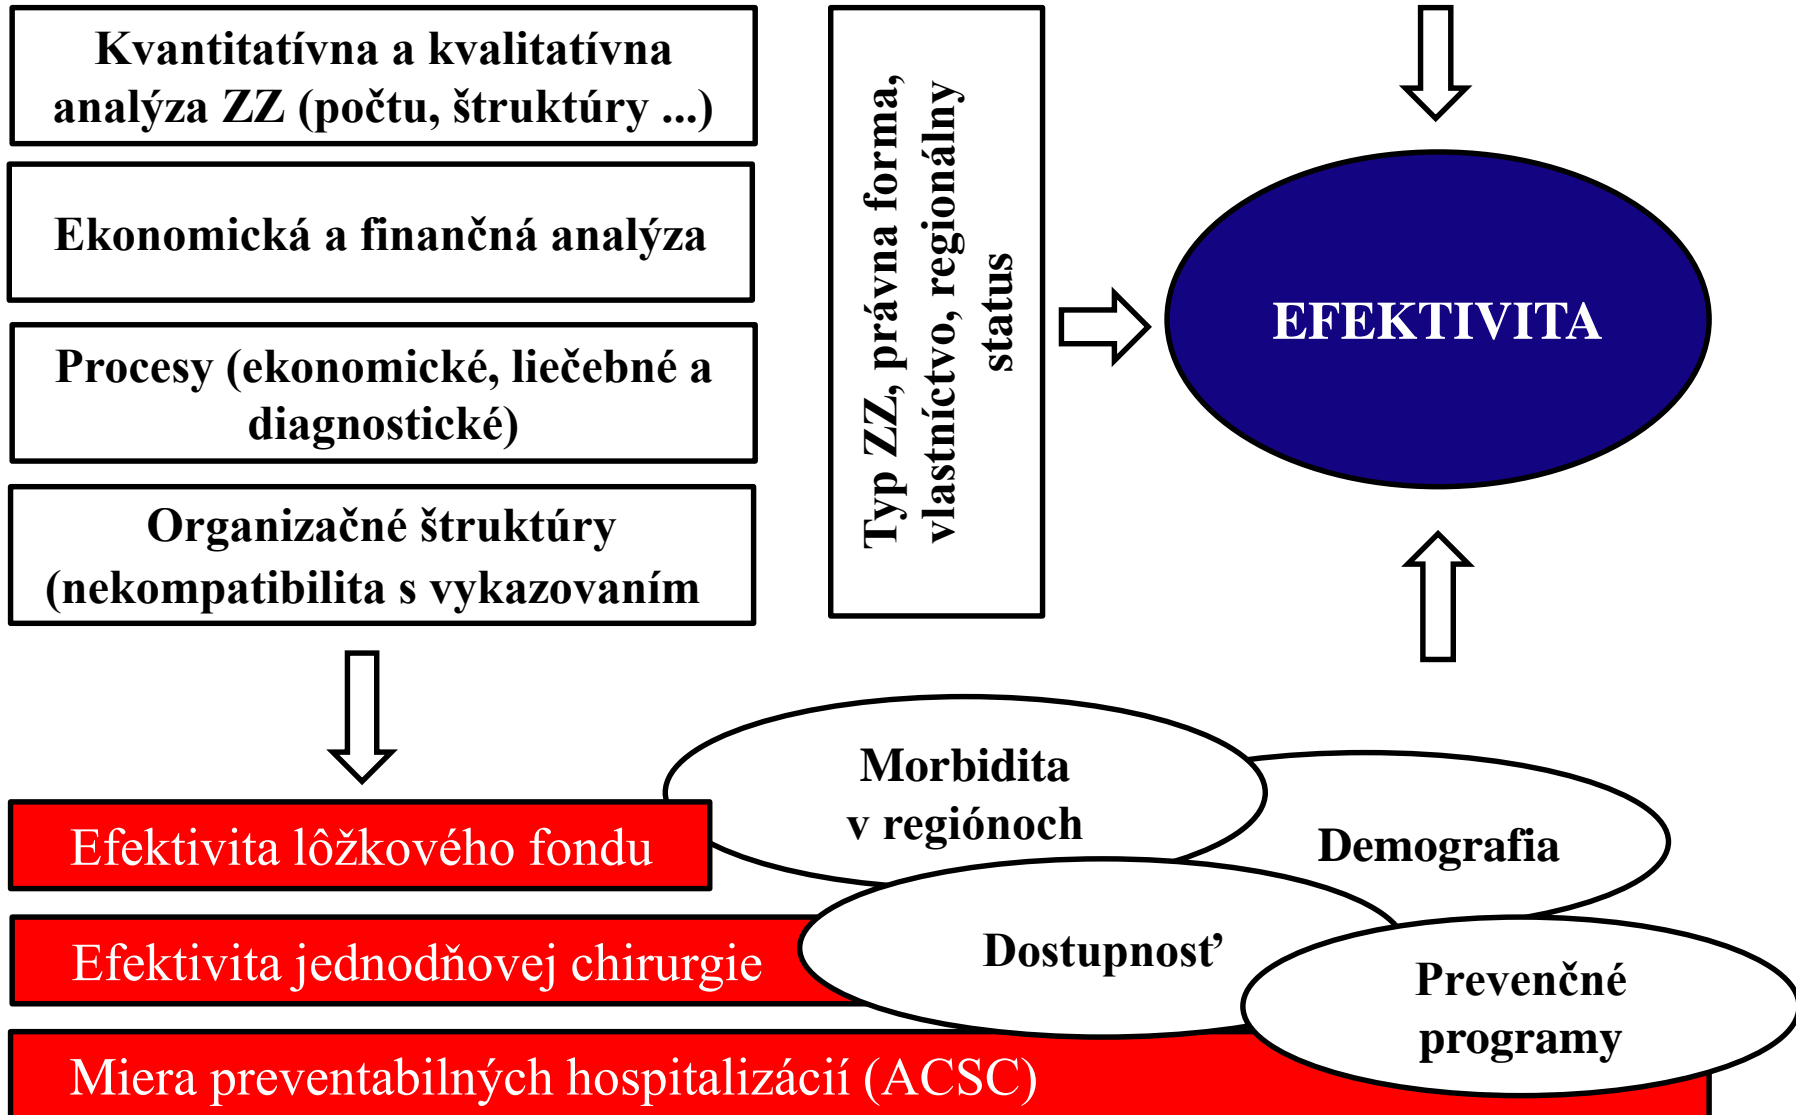 Kvantitatívna a kvalitatívna
analýza ZZ (počtu, štruktúry ...)
Ekonomická a finančná analýza
Procesy (ekonomické, liečebné a
diagnostické)
Organizačné štruktúry
(nekompatibilita s vykazovaním
Typ ZZ, právna forma,
vlastníctvo, regionálny
status
EFEKTIVITA
Morbidita
v regiónoch
Demografia
Dostupnosť
Prevenčné
programy
Efektivita lôžkového fondu
Efektivita jednodňovej chirurgie
Miera preventabilných hospitalizácií (ACSC)